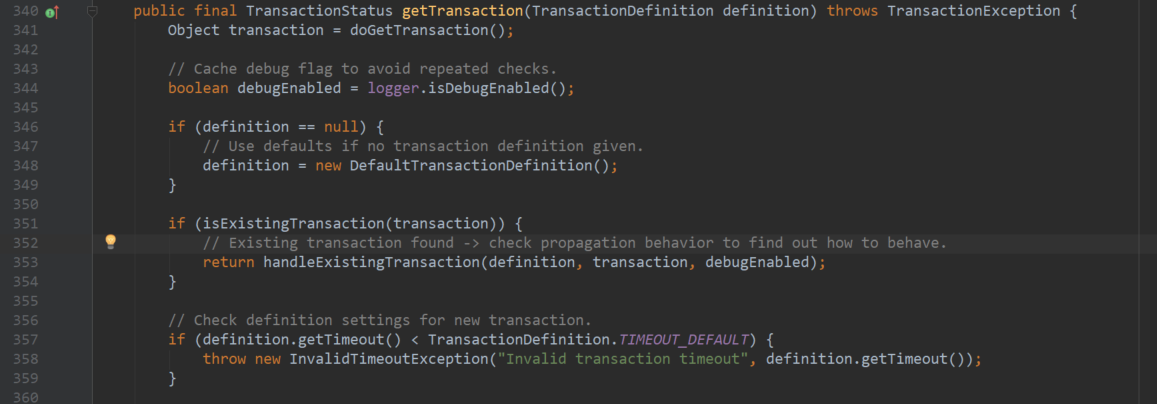 340 public final TransactionStatus getTransaction(TransactionDefinition definition) throws TransactionException {
341 Object transaction = doGetTransaction();
342
343 // Cache debug flag to avoid repeated checks.
344 boolean debugEnabled = logger.isDebugEnabled();
345
346 if (definition == null) {
347 // Use defaults if no transaction definition given.
348 definition = new DefaultTransactionDefinition();
349 }
350
351 if (isExistingTransaction(transaction)) {
352 // Existing transaction found -> check propagation behavior to find out how to behave.
353 return handleExistingTransaction(definition, transaction, debugEnabled);
354 }
355
356 // Check definition settings for new transaction.
357 if (definition.getTimeout() < TransactionDefinition.TIMEOUT_DEFAULT) {
358 throw new InvalidTimeoutException("Invalid transaction timeout", definition.getTimeout());
359 }
360